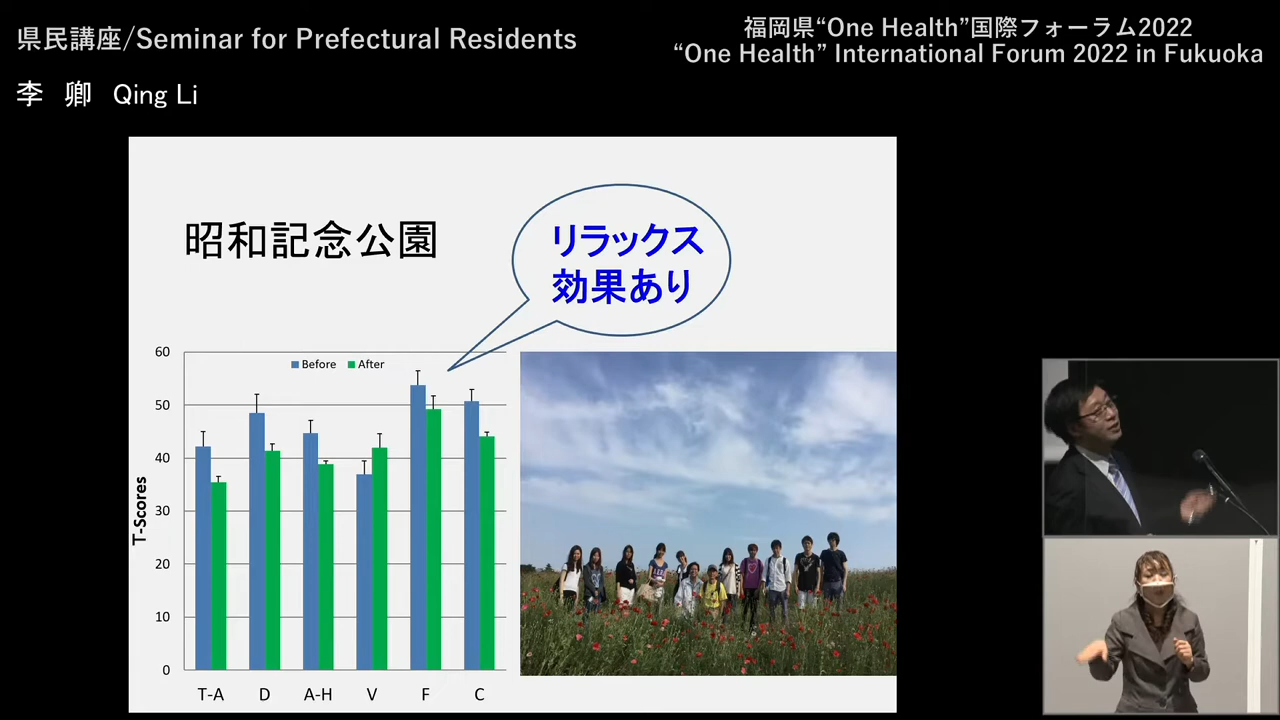 県民講座/Seminar for Prefectural Residents
福岡県“One Health”国際フォーラム2022
“One Health” International Forum 2022 in Fukuoka
李 卿 Qing Li
昭和記念公園
リラックス
効果あり
Before After
T-Scores
60
50
40
30
20
10
0
T-A D A-H V F C